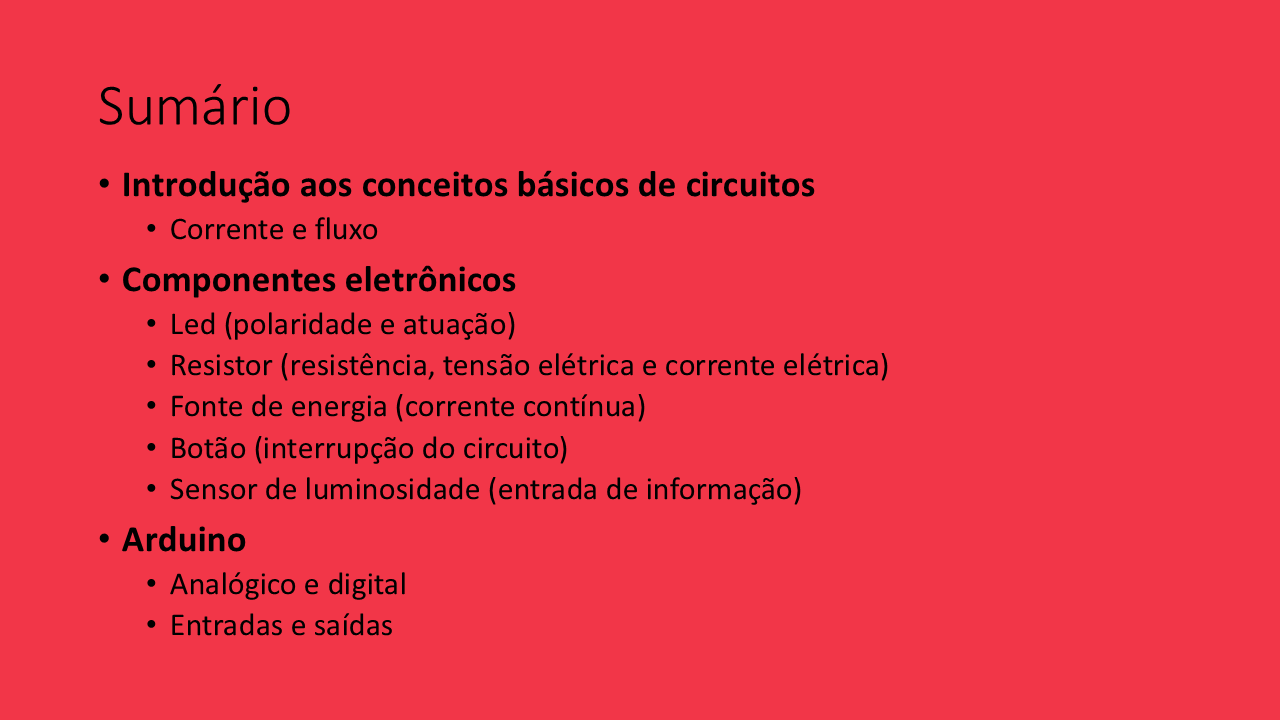 Sumário
• Introdução aos conceitos básicos de circuitos
• Corrente e fluxo
• Componentes eletrônicos
• Led (polaridade e atuação)
• Resistor (resistência, tensão elétrica e corrente elétrica)
• Fonte de energia (corrente contínua)
• Botão (interrupção do circuito)
• Sensor de luminosidade (entrada de informação)
• Arduino
• Analógico e digital
• Entradas e saídas